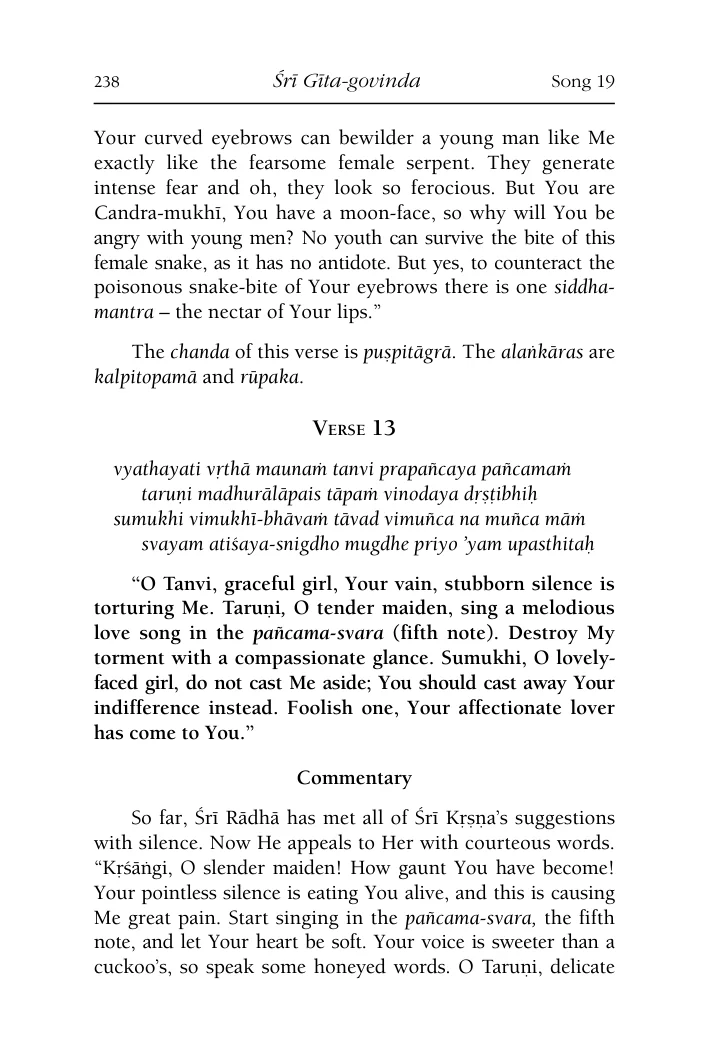 238 Śrī Gīta-govinda Song 19
Your curved eyebrows can bewilder a young man like Me
exactly like the fearsome female serpent. They generate
intense fear and oh, they look so ferocious. But You are
Candra-mukhī, You have a moon-face, so why will You be
angry with young men? No youth can survive the bite of this
female snake, as it has no antidote. But yes, to counteract the
poisonous snake-bite of Your eyebrows there is one siddha-
mantra – the nectar of Your lips.”
The chanda of this verse is puṣpitāgrā. The alaṅkāras are
kalpitopamā and rūpaka.
Verse 13
vyathayati vṛthā maunaṁ tanvi prapañcaya pañcamaṁ
taruṇi madhurālāpais tāpaṁ vinodaya dṛṣṭibhiḥ
sumukhi vimukhī-bhāvaṁ tāvad vimuñca na muñca māṁ
svayam atiśaya-snigdho mugdhe priyo ’yam upasthitaḥ
“O Tanvi, graceful girl, Your vain, stubborn silence is
torturing Me. Taruṇi, O tender maiden, sing a melodious
love song in the pañcama-svara (fifth note). Destroy My
torment with a compassionate glance. Sumukhi, O lovely-
faced girl, do not cast Me aside; You should cast away Your
indifference instead. Foolish one, Your affectionate lover
has come to You.”
Commentary
So far, Śrī Rādhā has met all of Śrī Kṛṣṇa’s suggestions
with silence. Now He appeals to Her with courteous words.
“Kṛśāṅgi, O slender maiden! How gaunt You have become!
Your pointless silence is eating You alive, and this is causing
Me great pain. Start singing in the pañcama-svara, the fifth
note, and let Your heart be soft. Your voice is sweeter than a
cuckoo’s, so speak some honeyed words. O Taruṇi, delicate